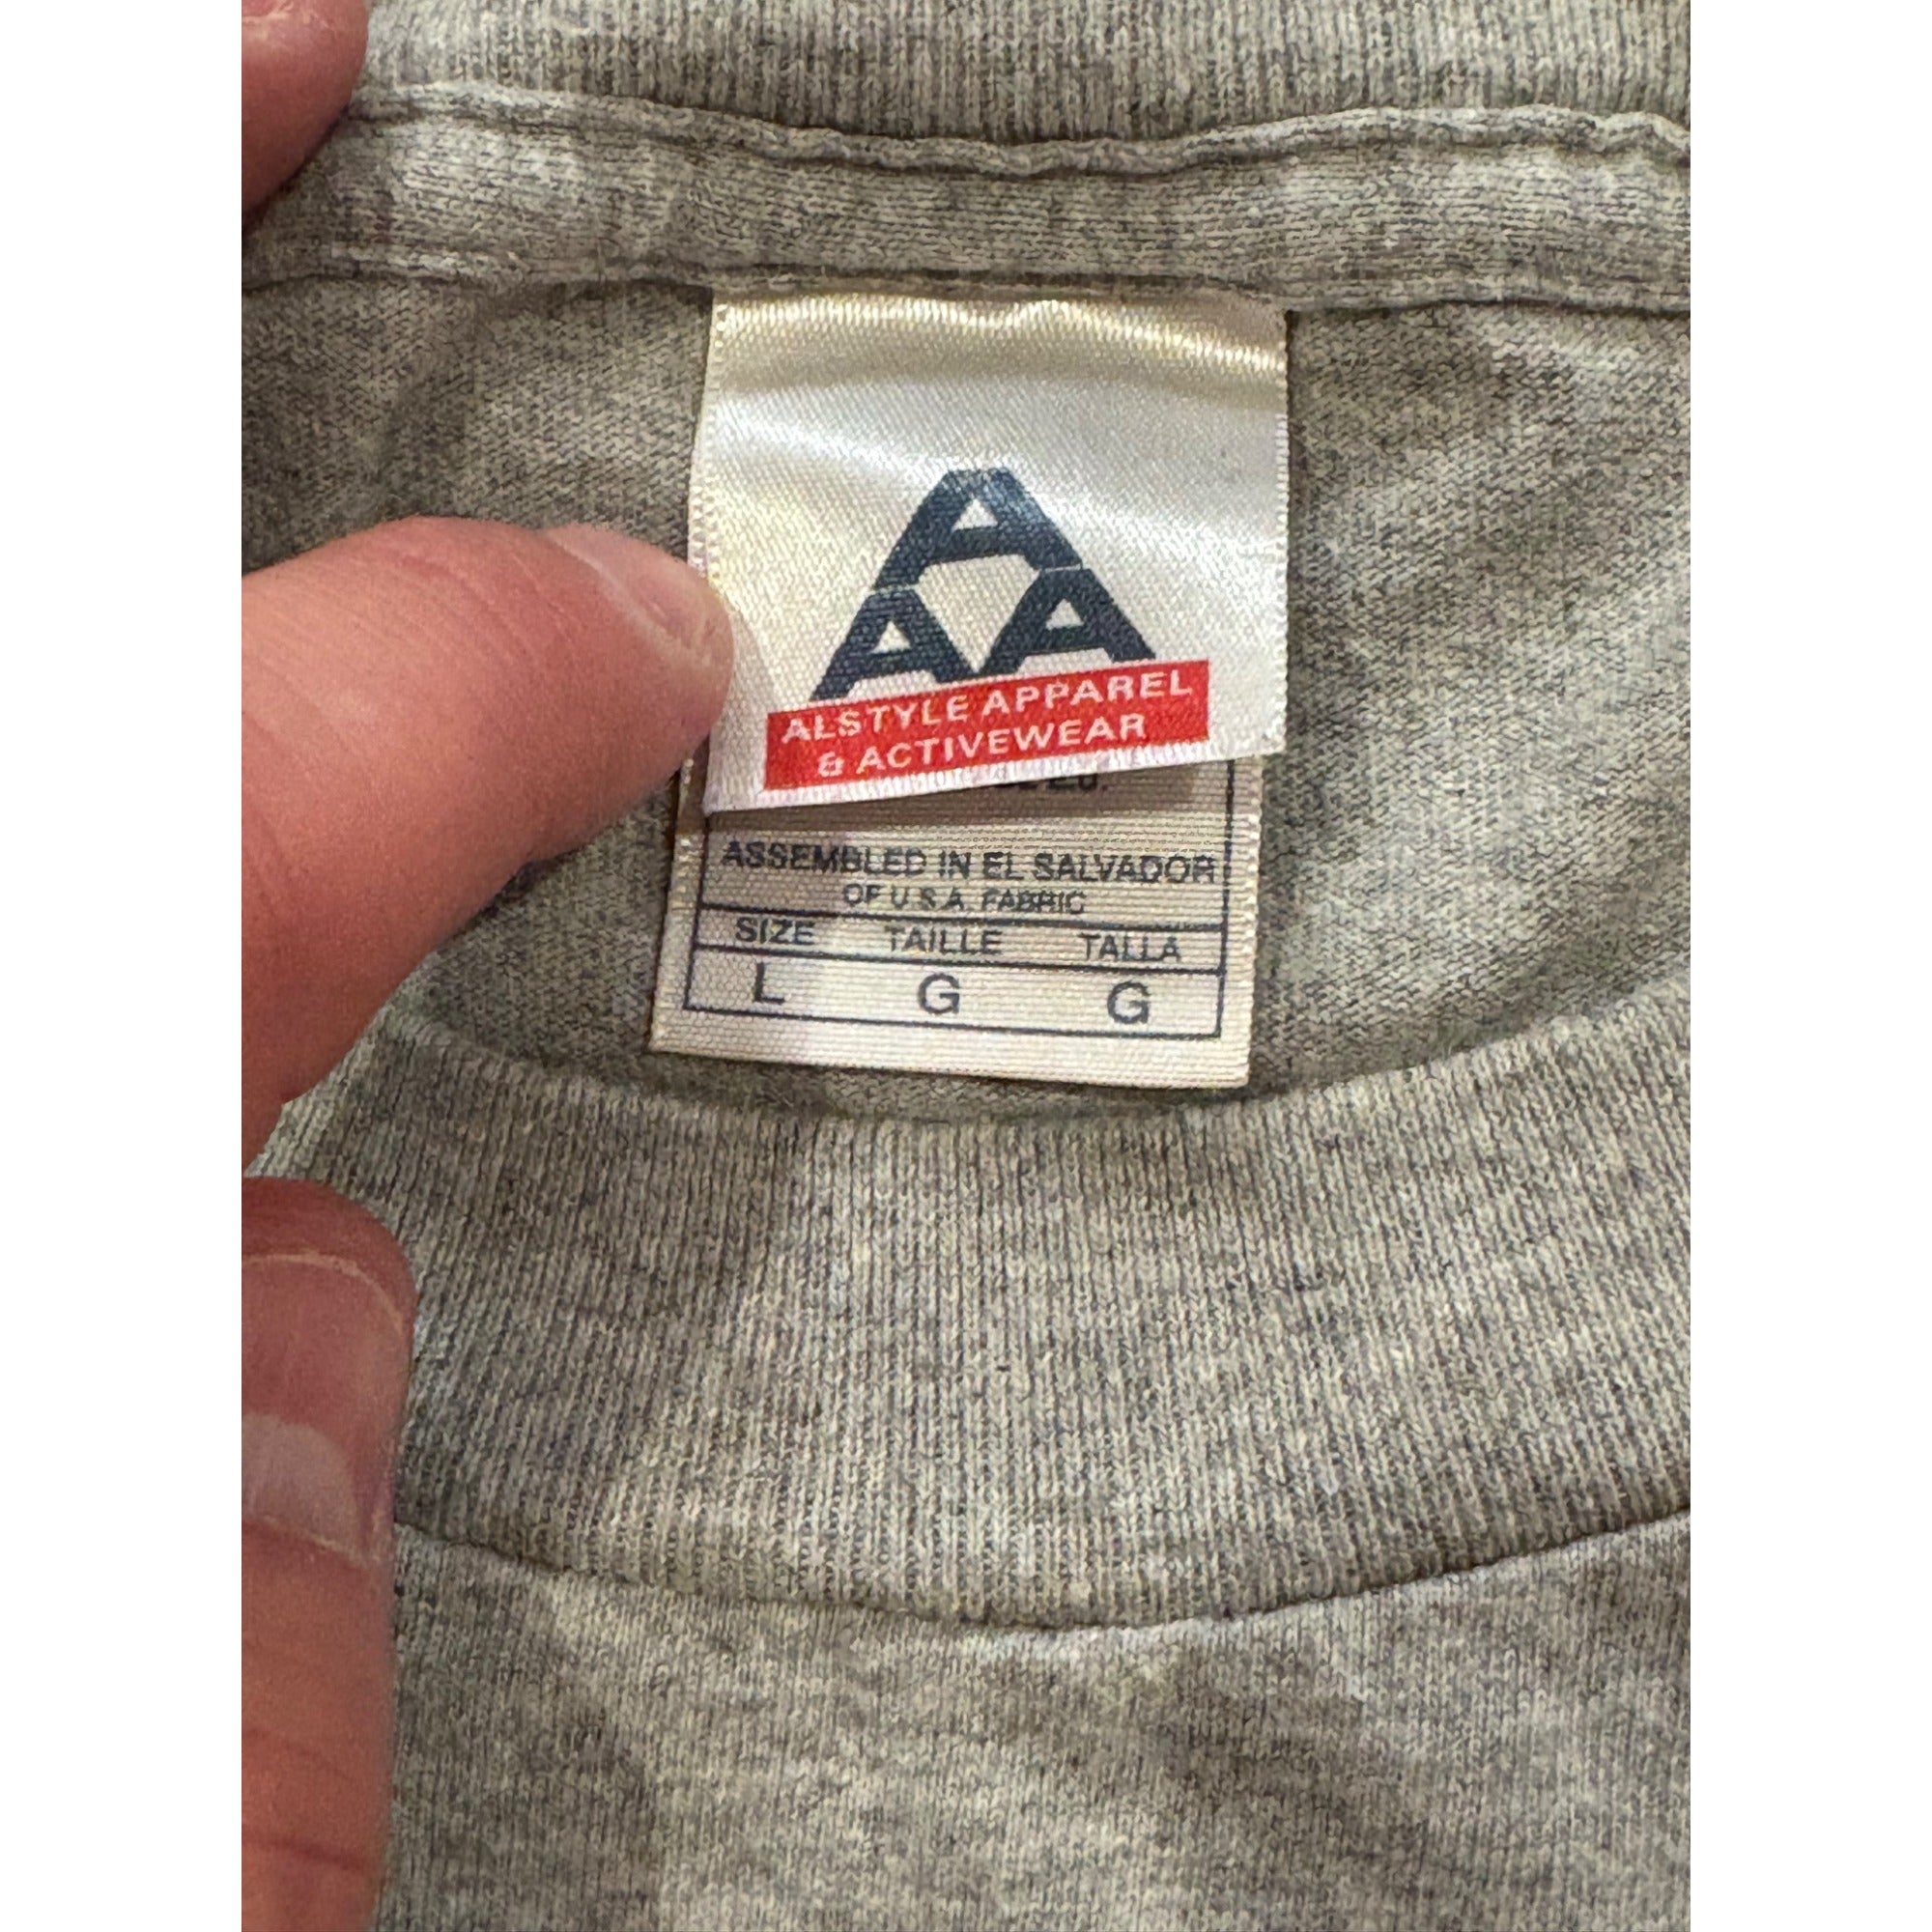 A
A A
ALSTYLE APPAREL
& ACTIVEWEAR
ASSEMBLED IN EL SALVADOR
OF U.S.A. FABRIC
SIZE TAILLE TALLA
L G G